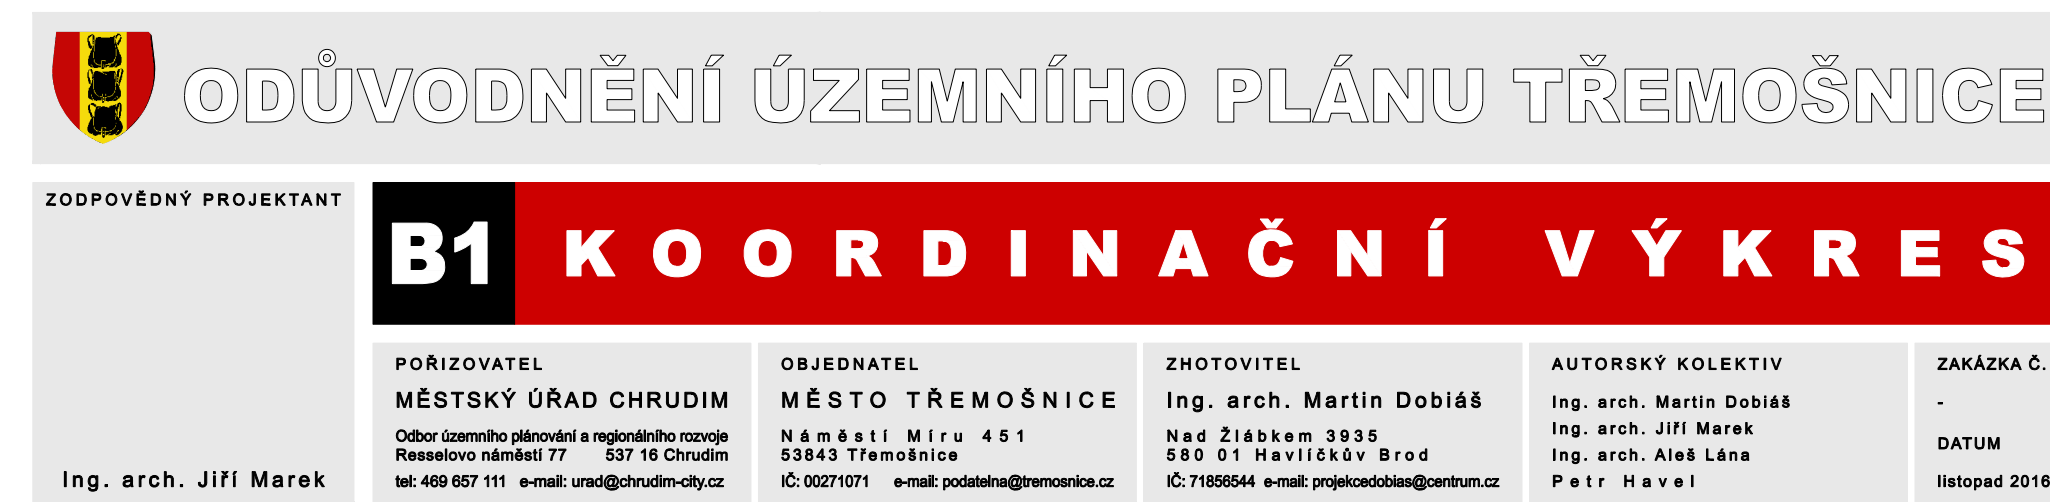 ODŮVODNĚNÍ ÚZEMNÍHO PLÁNU TŘEMOŠNICE
ZODPOVĚDNÝ PROJEKTANT
Ing. arch. Jiří Marek
B1 KOORDINAČNÍ VÝKRES
POŘIZOVATEL
MĚSTSKÝ ÚŘAD CHRUDIM
Odbor územního plánování a regionálního rozvoje
Resselovo náměstí 77 537 16 Chrudim
tel: 469 657 111 e-mail: urad@chrudim-city.cz
OBJEDNATEL
MĚSTO TŘEMOŠNICE
Náměstí Míru 451
53843 Třemošnice
IČ: 00271071 e-mail: podatelna@tremosnice.cz
ZHOTOVITEL
Ing. arch. Martin Dobiáš
Nad Žlábkem 3935
580 01 Havlíčkův Brod
IČ: 71856544 e-mail: projekcedobias@centrum.cz
AUTORSKÝ KOLEKTIV
Ing. arch. Martin Dobiáš
Ing. arch. Jiří Marek
Ing. arch. Aleš Lána
Petr Havel
ZAKÁZKA Č.
-
DATUM
listopad 2016